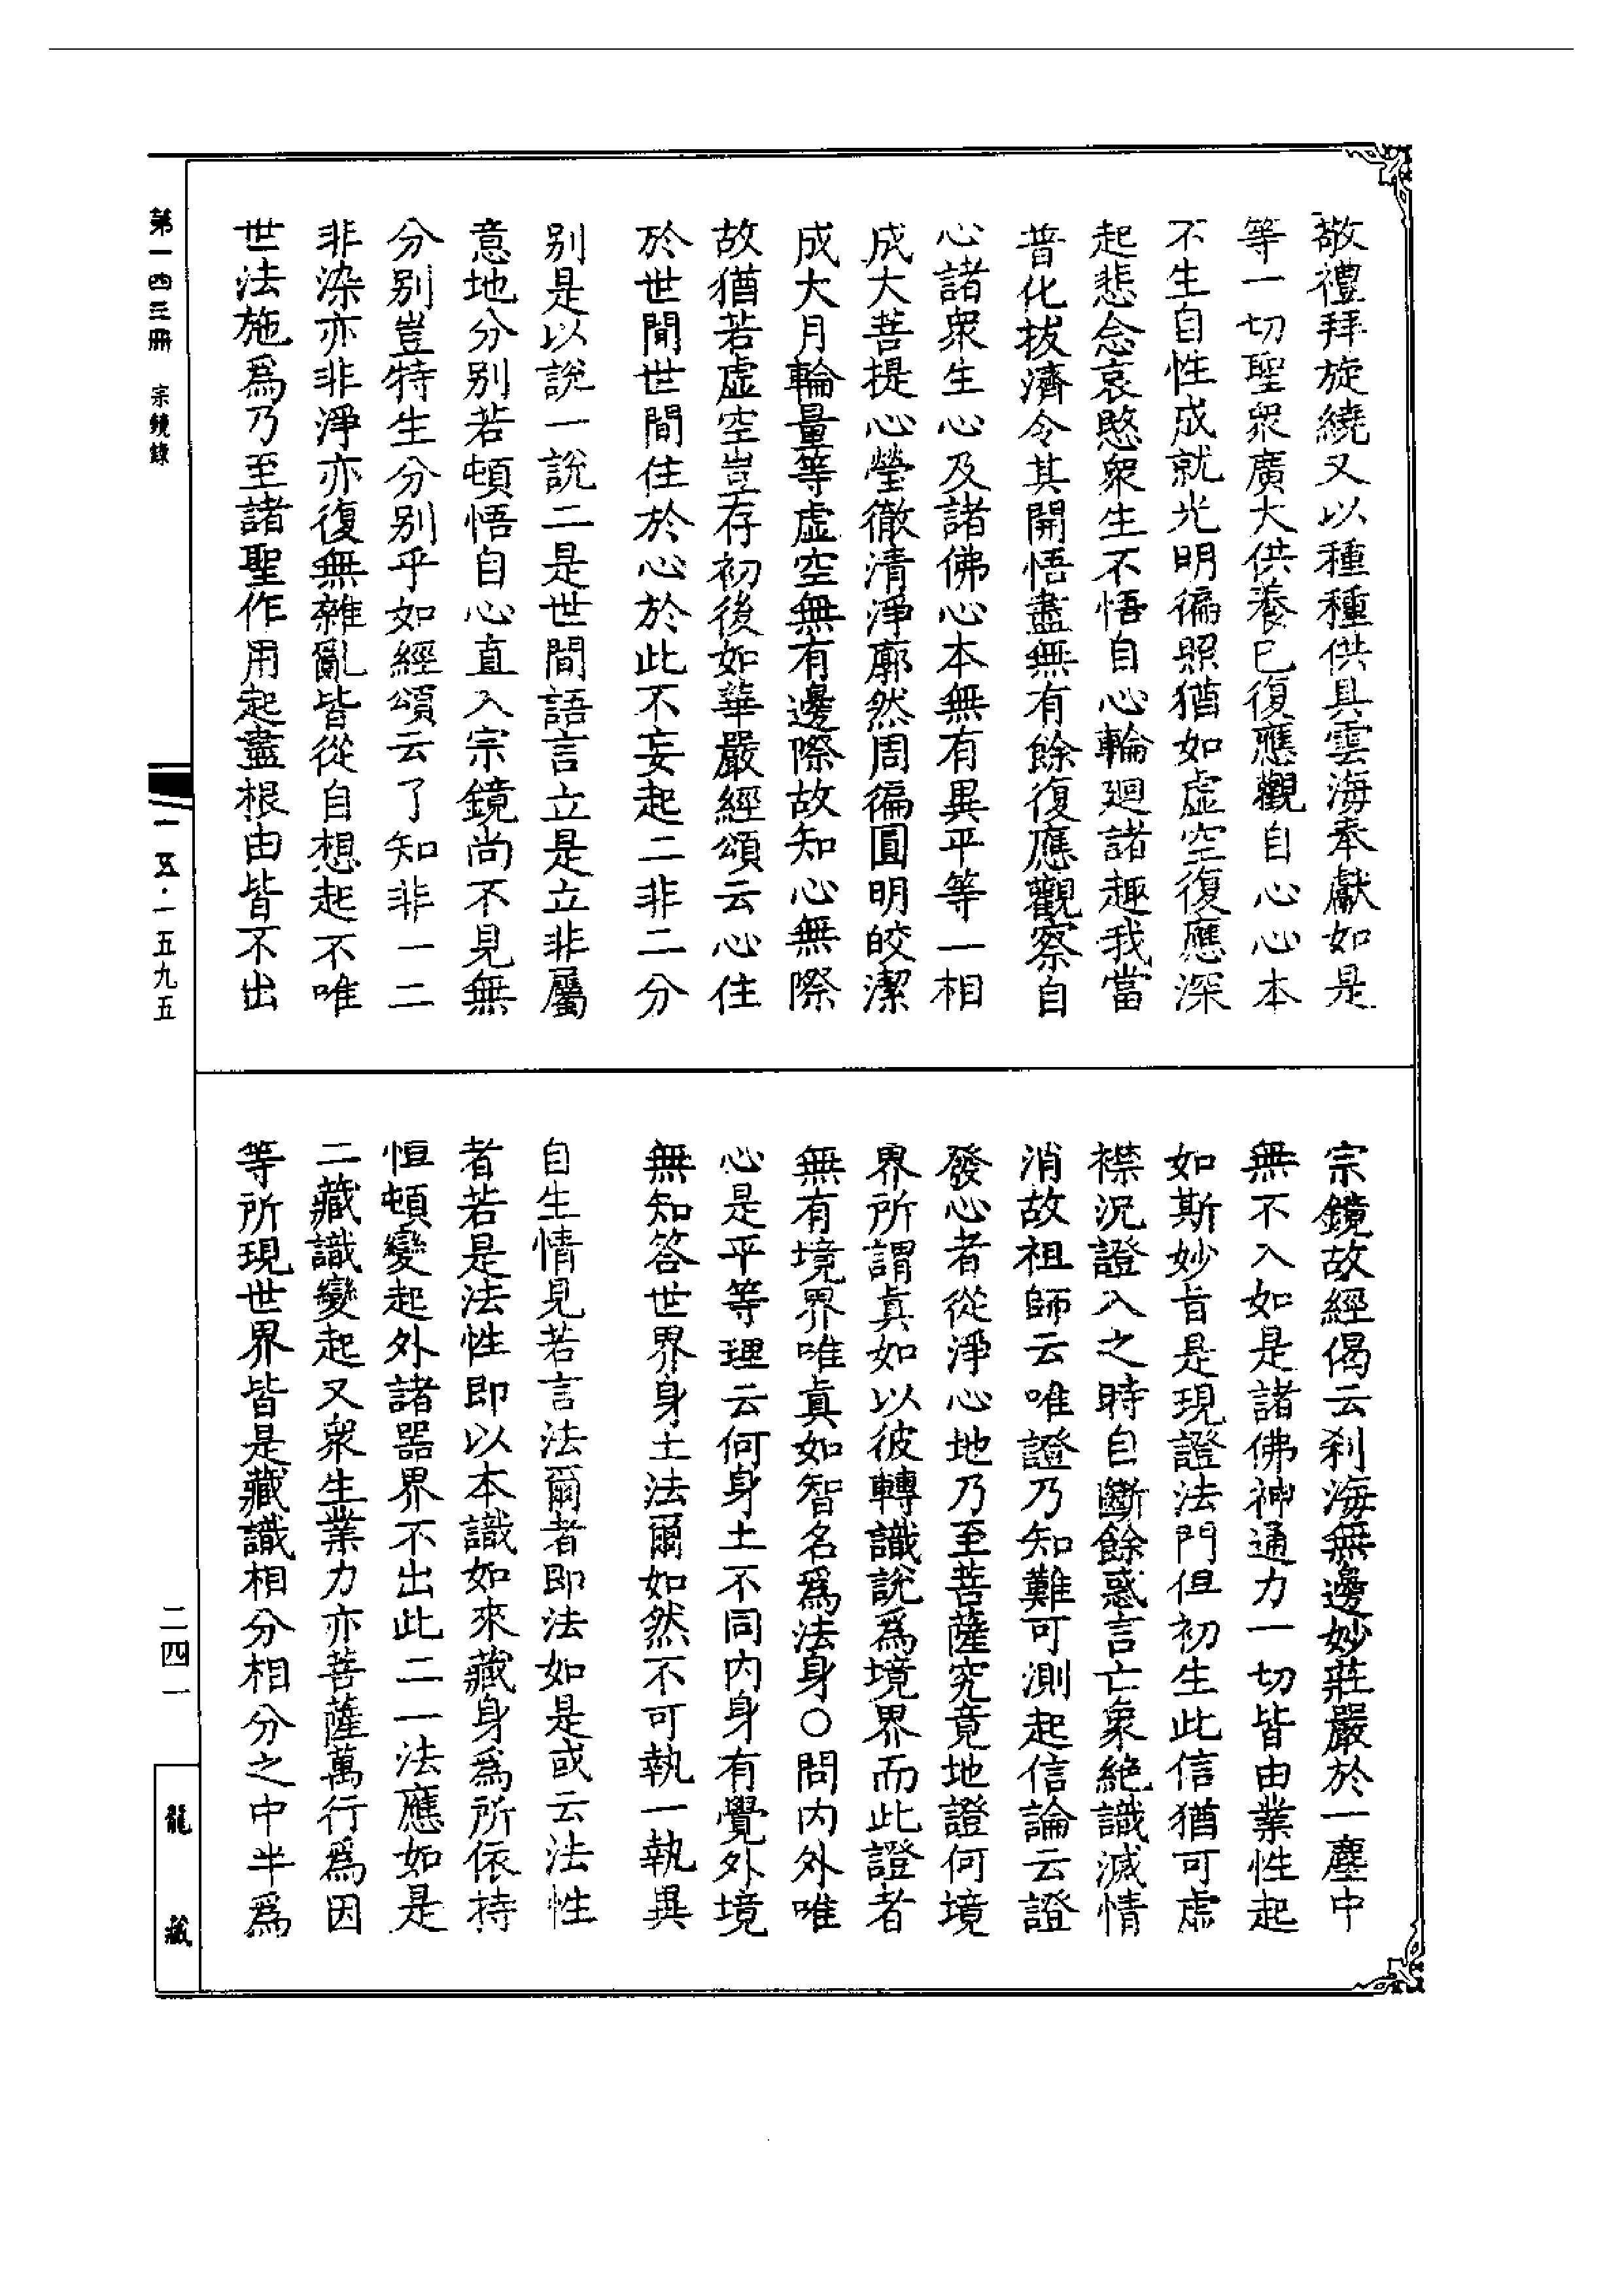 敬禮拜旋繞又以種種供具雲海奉獻如是
等一切聖衆廣大供養已復應觀自心心本
不生自性成就光明徧照猶如虛空復應深
起悲念哀愍衆生不悟自心輪廻諸趣我當
普化拔濟令其開悟盡無有餘復應觀察自
心諸衆生心及諸佛心本無有異平等一相
成大菩提心瑩徹清淨廓然周徧圓明皎潔
成大月輪量等虛空無有邊際故知心無際
故猶若虛空豈存初後如華嚴經頌云心住
於世間世間住於心於此不妄起二非二分
別是以說一說二是世間語言立是立非屬
意地分別若頓悟自心直入宗鏡尚不見無
分別豈特生分別乎如經頌云了知非一二
非染亦非淨亦復無雜亂皆從自想起不唯
世法施爲乃至諸聖作用起盡根由皆不出
宗鏡故經偈云刹海無邊妙莊嚴於一塵中
無不入如是諸佛神通力一切皆由業性起
如斯妙旨是現證法門但初生此信猶可虛
襟況證入之時自斷餘惑言亡象絶識滅情
消故祖師云唯證乃知難可測起信論云證
發心者從淨心地乃至菩薩究竟地證何境
界所謂眞如以彼轉識說爲境界而此證者
無有境界唯眞如智名爲法身○問內外唯
心是平等理云何身土不同內身有覺外境
無知答世界身土法爾如然不可執一執異
自生情見若言法爾者即法如是或云法性
者若是法性即以本識如來藏身爲所依持
恒頓變起外諸器界不出此二一法應如是
二藏識變起又衆生業力亦菩薩萬行爲因
等所現世界皆是藏識相分相分之中半爲
第一四三冊　宗鏡錄
一五·一五九五
二四一
龍藏